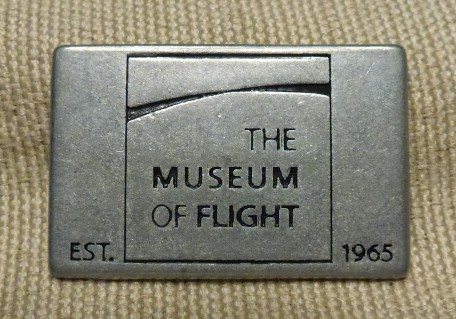 THE
MUSEUM
OF FLIGHT
EST. 1965